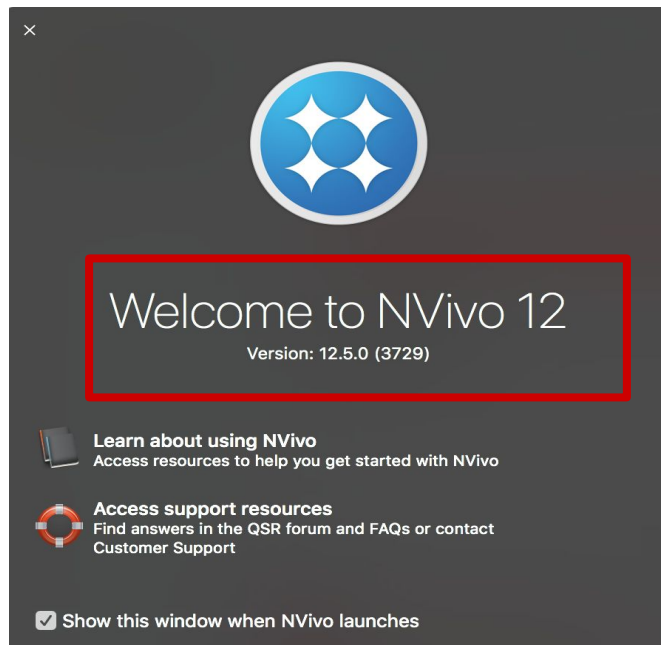 Welcome to NVivo 12
Version: 12.5.0 (3729)
Learn about using NVivo
Access resources to help you get started with NVivo
Access support resources
Find answers in the QSR forum and FAQs or contact
Customer Support
Show this window when NVivo launches